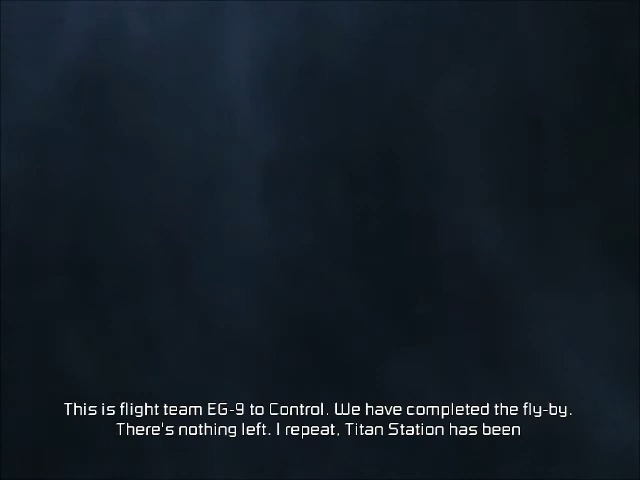 This is flight team EG-9 to Control. We have completed the fly-by.
There's nothing left. I repeat, Titan Station has been